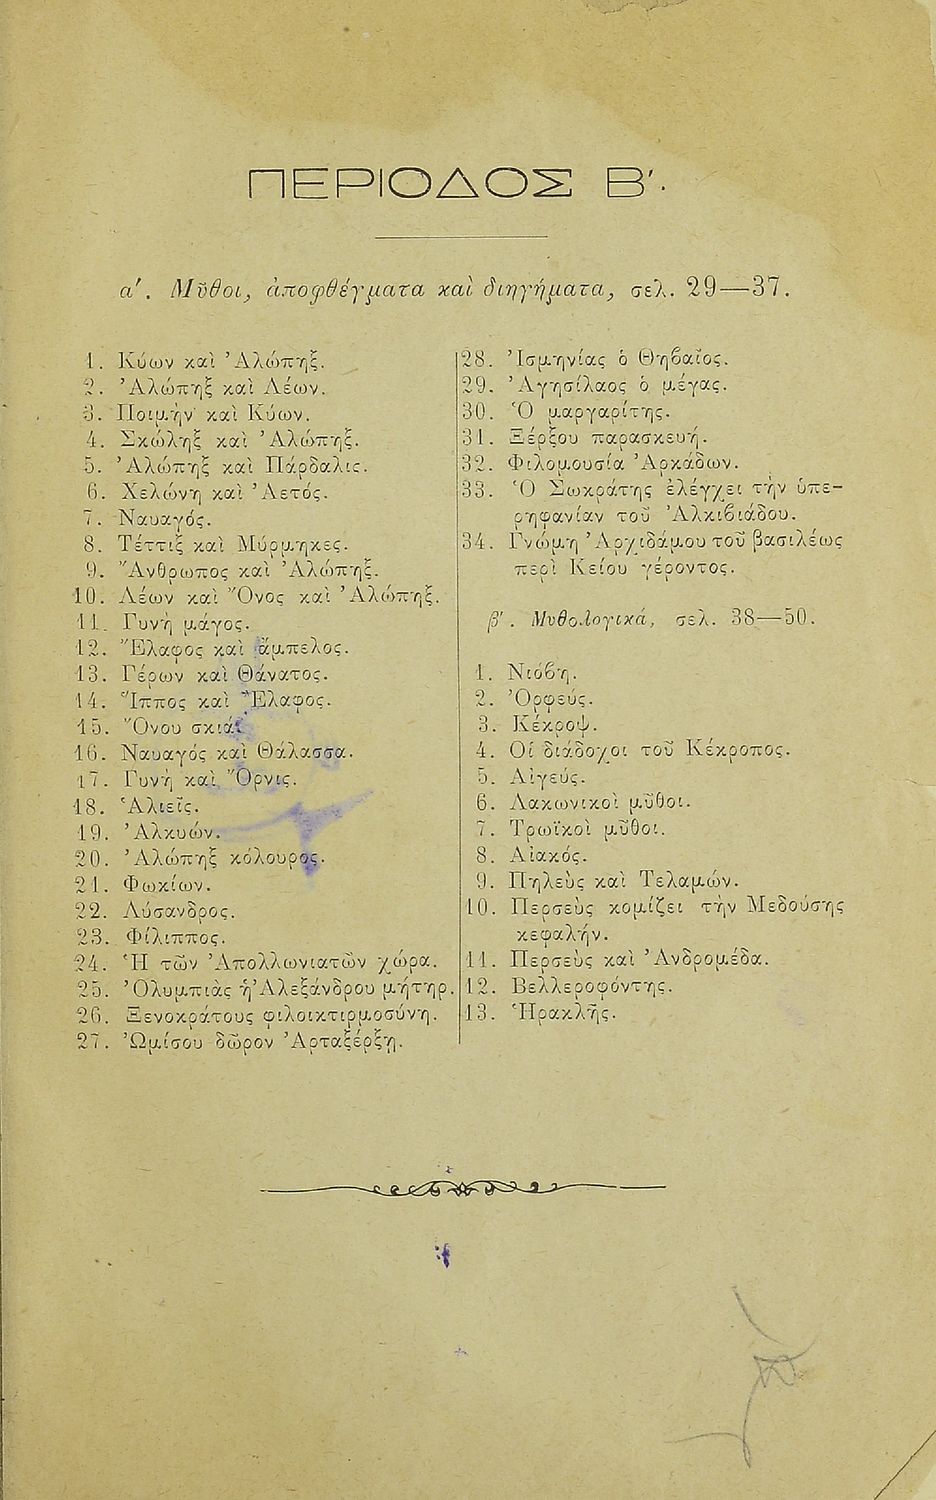 ΠΕΡΙΟΔΟΣ Β′.
α′. Μῦθοι, ἀποφθέγματα καὶ διηγήματα, σελ. 29—37.
1. Κύων καὶ Ἀλώπηξ.
2. Ἀλώπηξ καὶ Λέων.
3. Ποιμὴν καὶ Κύων.
4. Σκώληξ καὶ Ἀλώπηξ.
5. Ἀλώπηξ καὶ Πάρδαλις.
6. Χελώνη καὶ Ἀετός.
7. Ναυαγός.
8. Τέττιξ καὶ Μύρμηκες.
9. Ἄνθρωπος καὶ Ἀλώπηξ.
10. Λέων καὶ Ὄνος καὶ Ἀλώπηξ.
11. Γυνὴ μάγος.
12. Ἔλαφος καὶ ἄμπελος.
13. Γέρων καὶ Θάνατος.
14. Ἵππος καὶ Ἔλαφος.
15. Ὄνου σκιά.
16. Ναυαγὸς καὶ Θάλασσα.
17. Γυνὴ καὶ Ὄρνις.
18. Ἁλιεῖς.
19. Ἀλκυών.
20. Ἀλώπηξ κόλουρος.
21. Φωκίων.
22. Λύσανδρος.
23. Φίλιππος.
24. Ἡ τῶν Ἀπολλωνιατῶν χώρα.
25. Ὀλυμπιὰς ἡ Ἀλεξάνδρου μήτηρ.
26. Ξενοκράτους φιλοικτιρμοσύνη.
27. Ὠμίσου δῶρον Ἀρταξέρξῃ.
28. Ἰσμηνίας ὁ Θηβαῖος.
29. Ἀγησίλαος ὁ μέγας.
30. Ὁ μαργαρίτης.
31. Ξέρξου παρασκευή.
32. Φιλομουσία Ἀρκάδων.
33. Ὁ Σωκράτης ἐλέγχει τὴν ὑπε-
ρηφανίαν τοῦ Ἀλκιβιάδου.
34. Γνώμη Ἀρχιδάμου τοῦ βασιλέως
περὶ Κείου γέροντος.
β′. Μυθολογικά, σελ. 38—50.
1. Νιόβη.
2. Ὀρφεύς.
3. Κέκροψ.
4. Οἱ διάδοχοι τοῦ Κέκροπος.
5. Αἰγεύς.
6. Λακωνικοὶ μῦθοι.
7. Τρωϊκοὶ μῦθοι.
8. Αἰακός.
9. Πηλεὺς καὶ Τελαμών.
10. Περσεὺς κομίζει τὴν Μεδούσης
κεφαλήν.
11. Περσεὺς καὶ Ἀνδρομέδα.
12. Βελλεροφόντης.
13. Ἡρακλῆς.